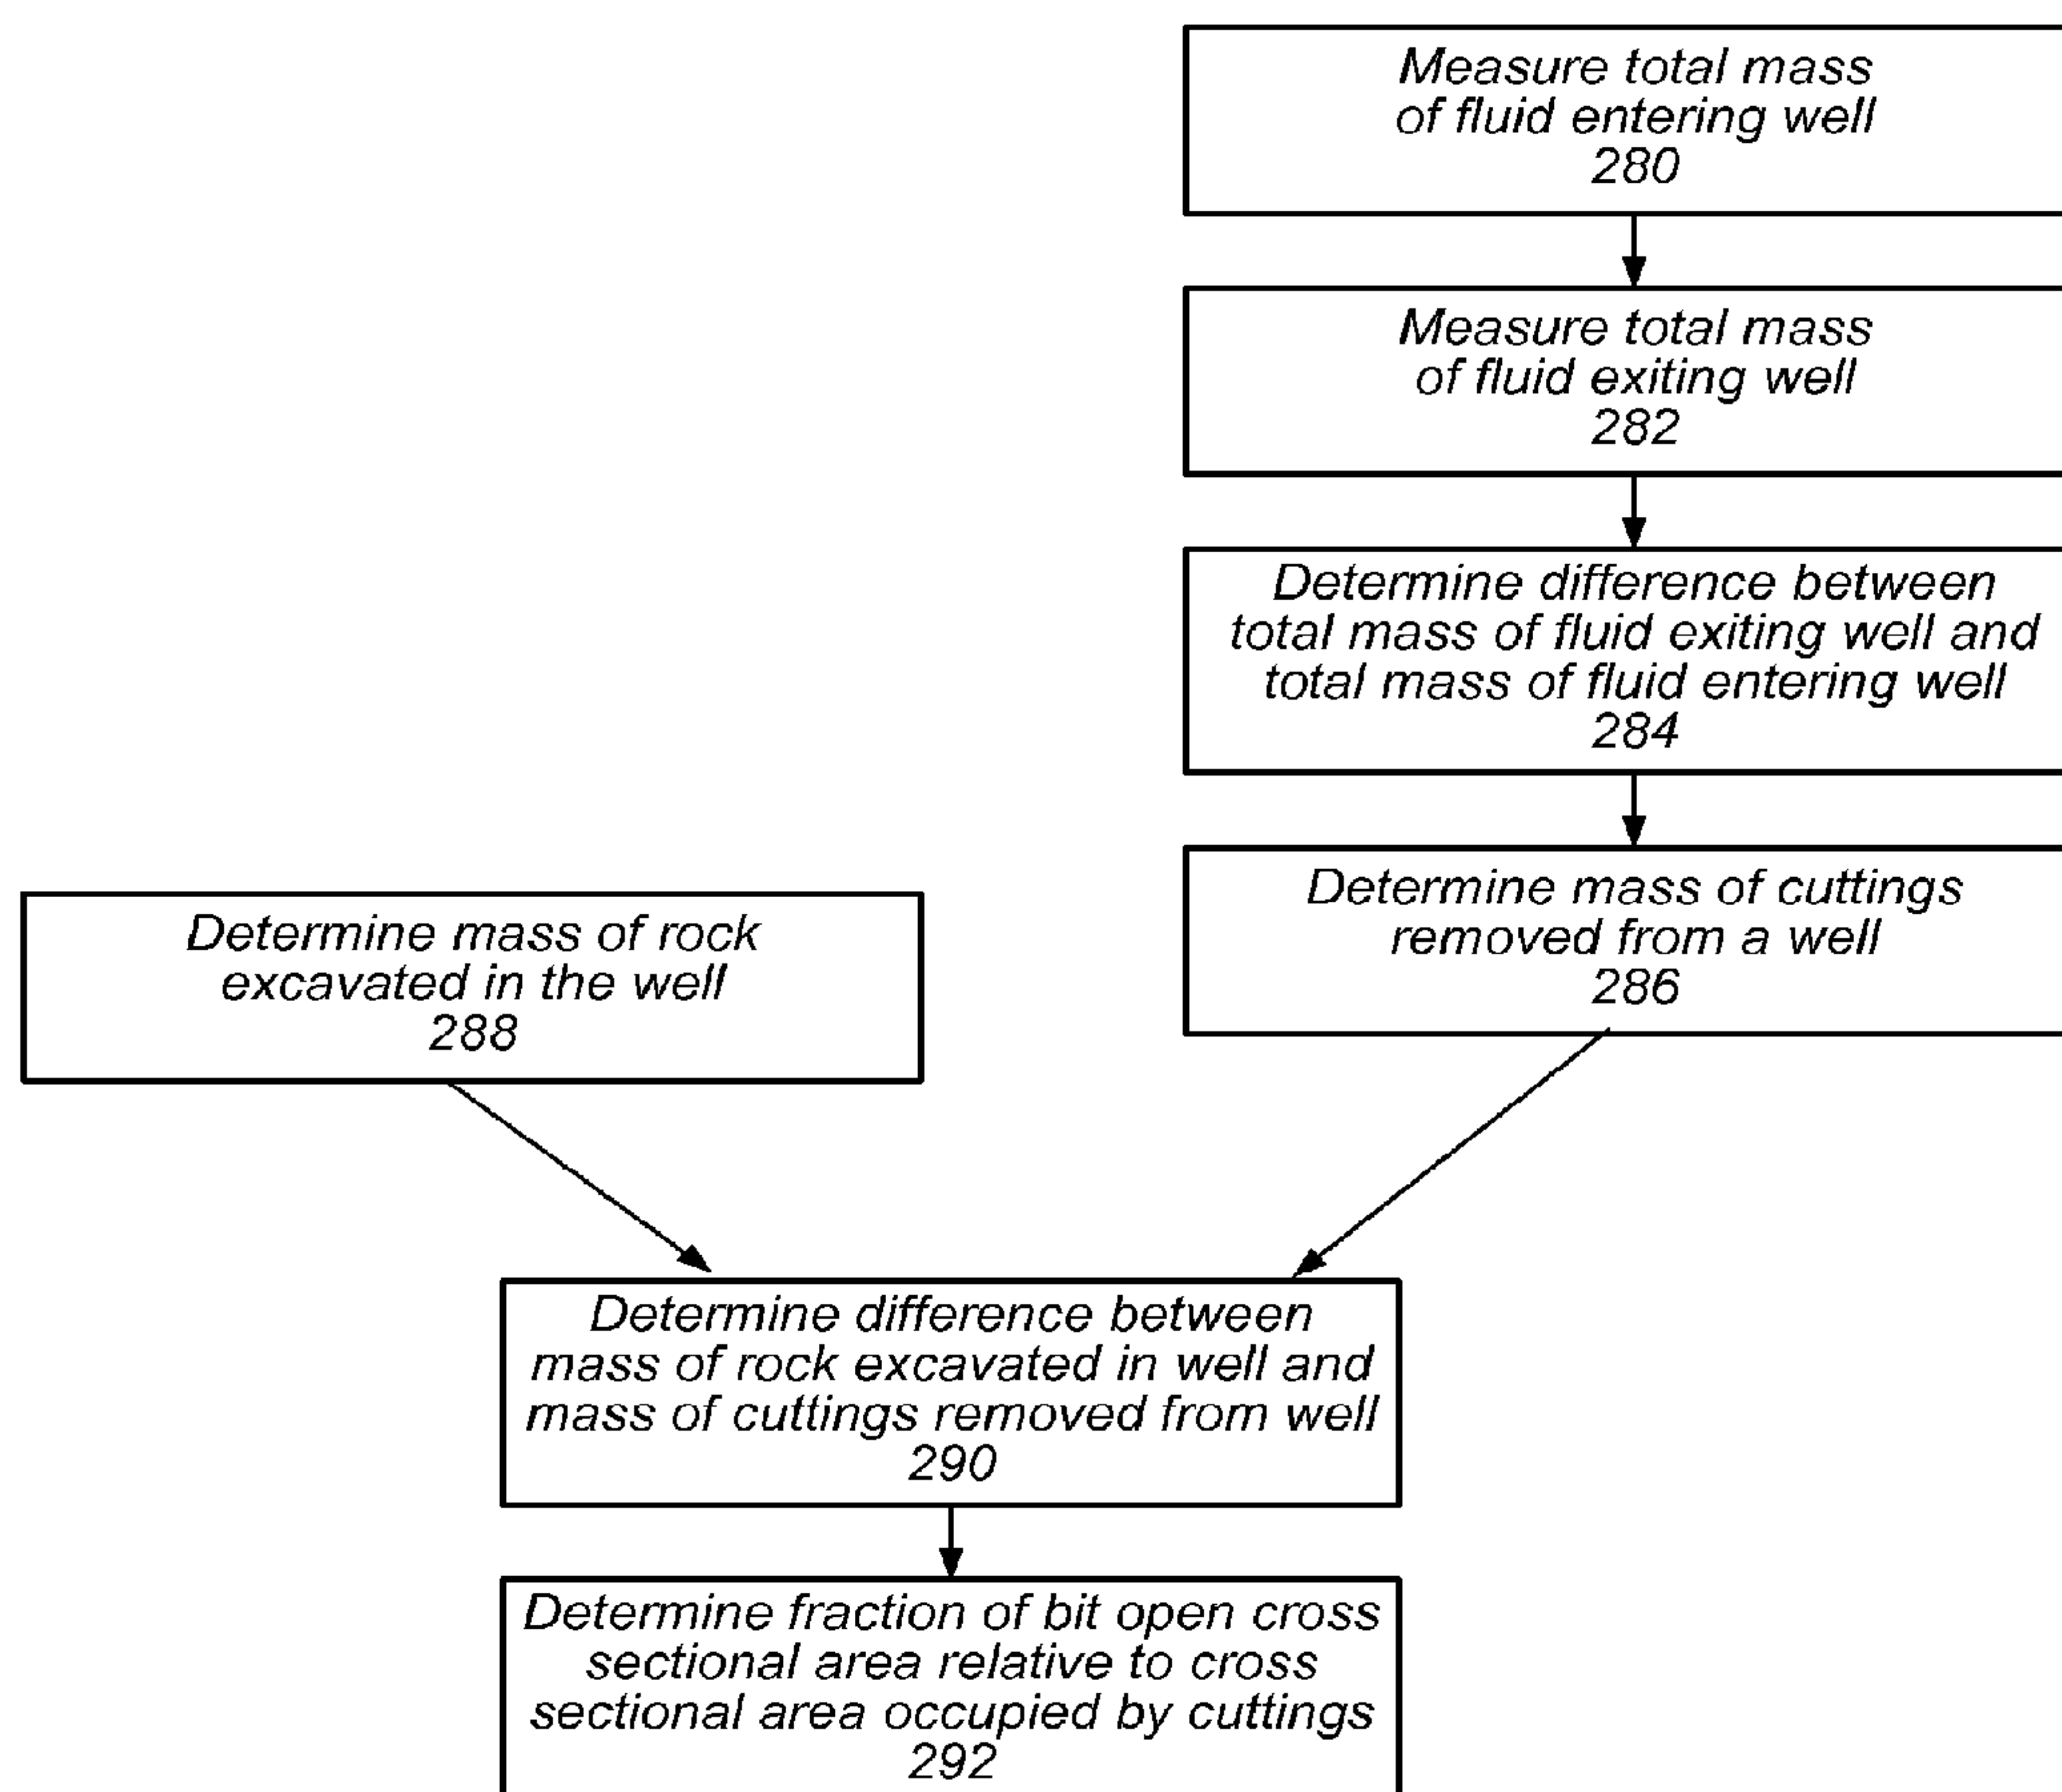 Measure total mass
of fluid entering well
280
Measure total mass
of fluid exiting well
282
Determine difference between
total mass of fluid exiting well and
total mass of fluid entering well
284
Determine mass of cuttings
removed from a well
286
Determine mass of rock
excavated in the well
288
Determine difference between
mass of rock excavated in well and
mass of cuttings removed from well
290
Determine fraction of bit open cross
sectional area relative to cross
sectional area occupied by cuttings
292